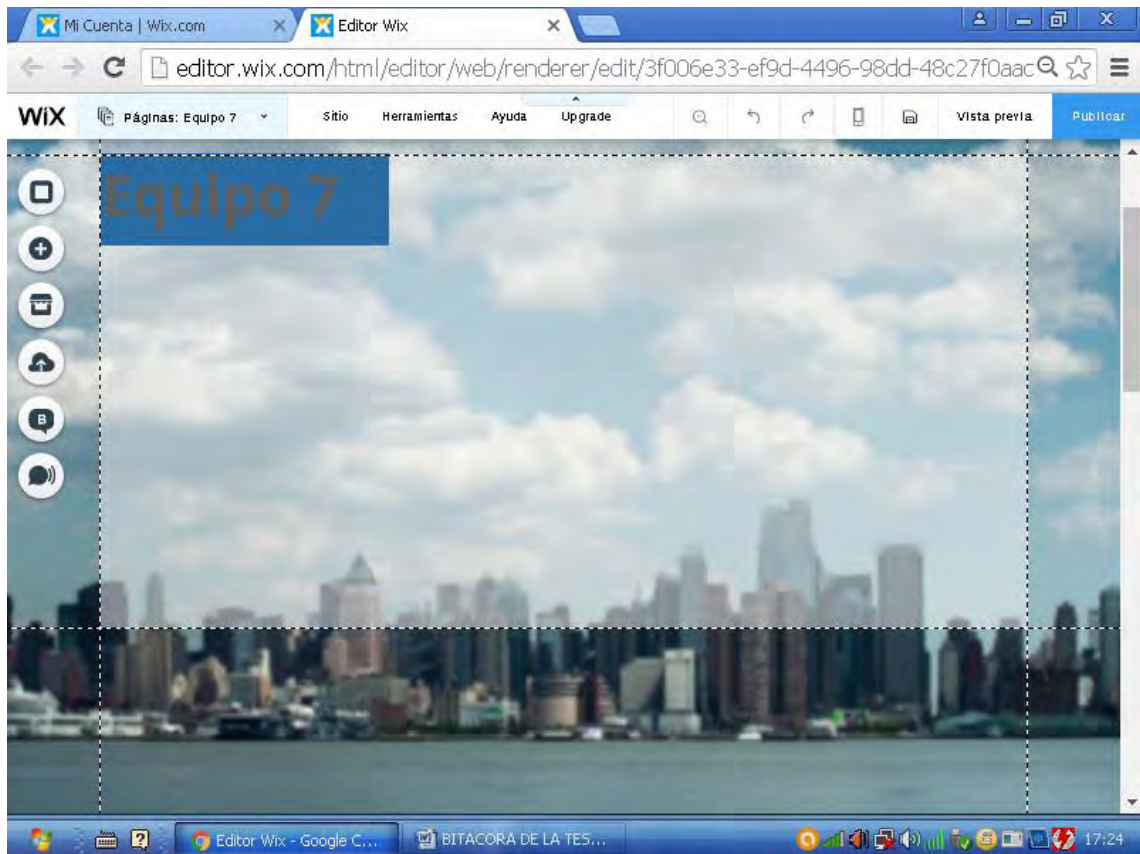 Mi Cuenta | Wix.com
Editor Wix
editor.wix.com/html/editor/web/renderer/edit/3f006e33-ef9d-4496-98dd-48c27f0aac
WiX
Páginas: Equipo 7
Sitio
Herramientas
Ayuda
Upgrade
Vista previa
Publicar
Equipo 7
B
Editor Wix - Google C...
BITACORA DE LA TES...
17:24